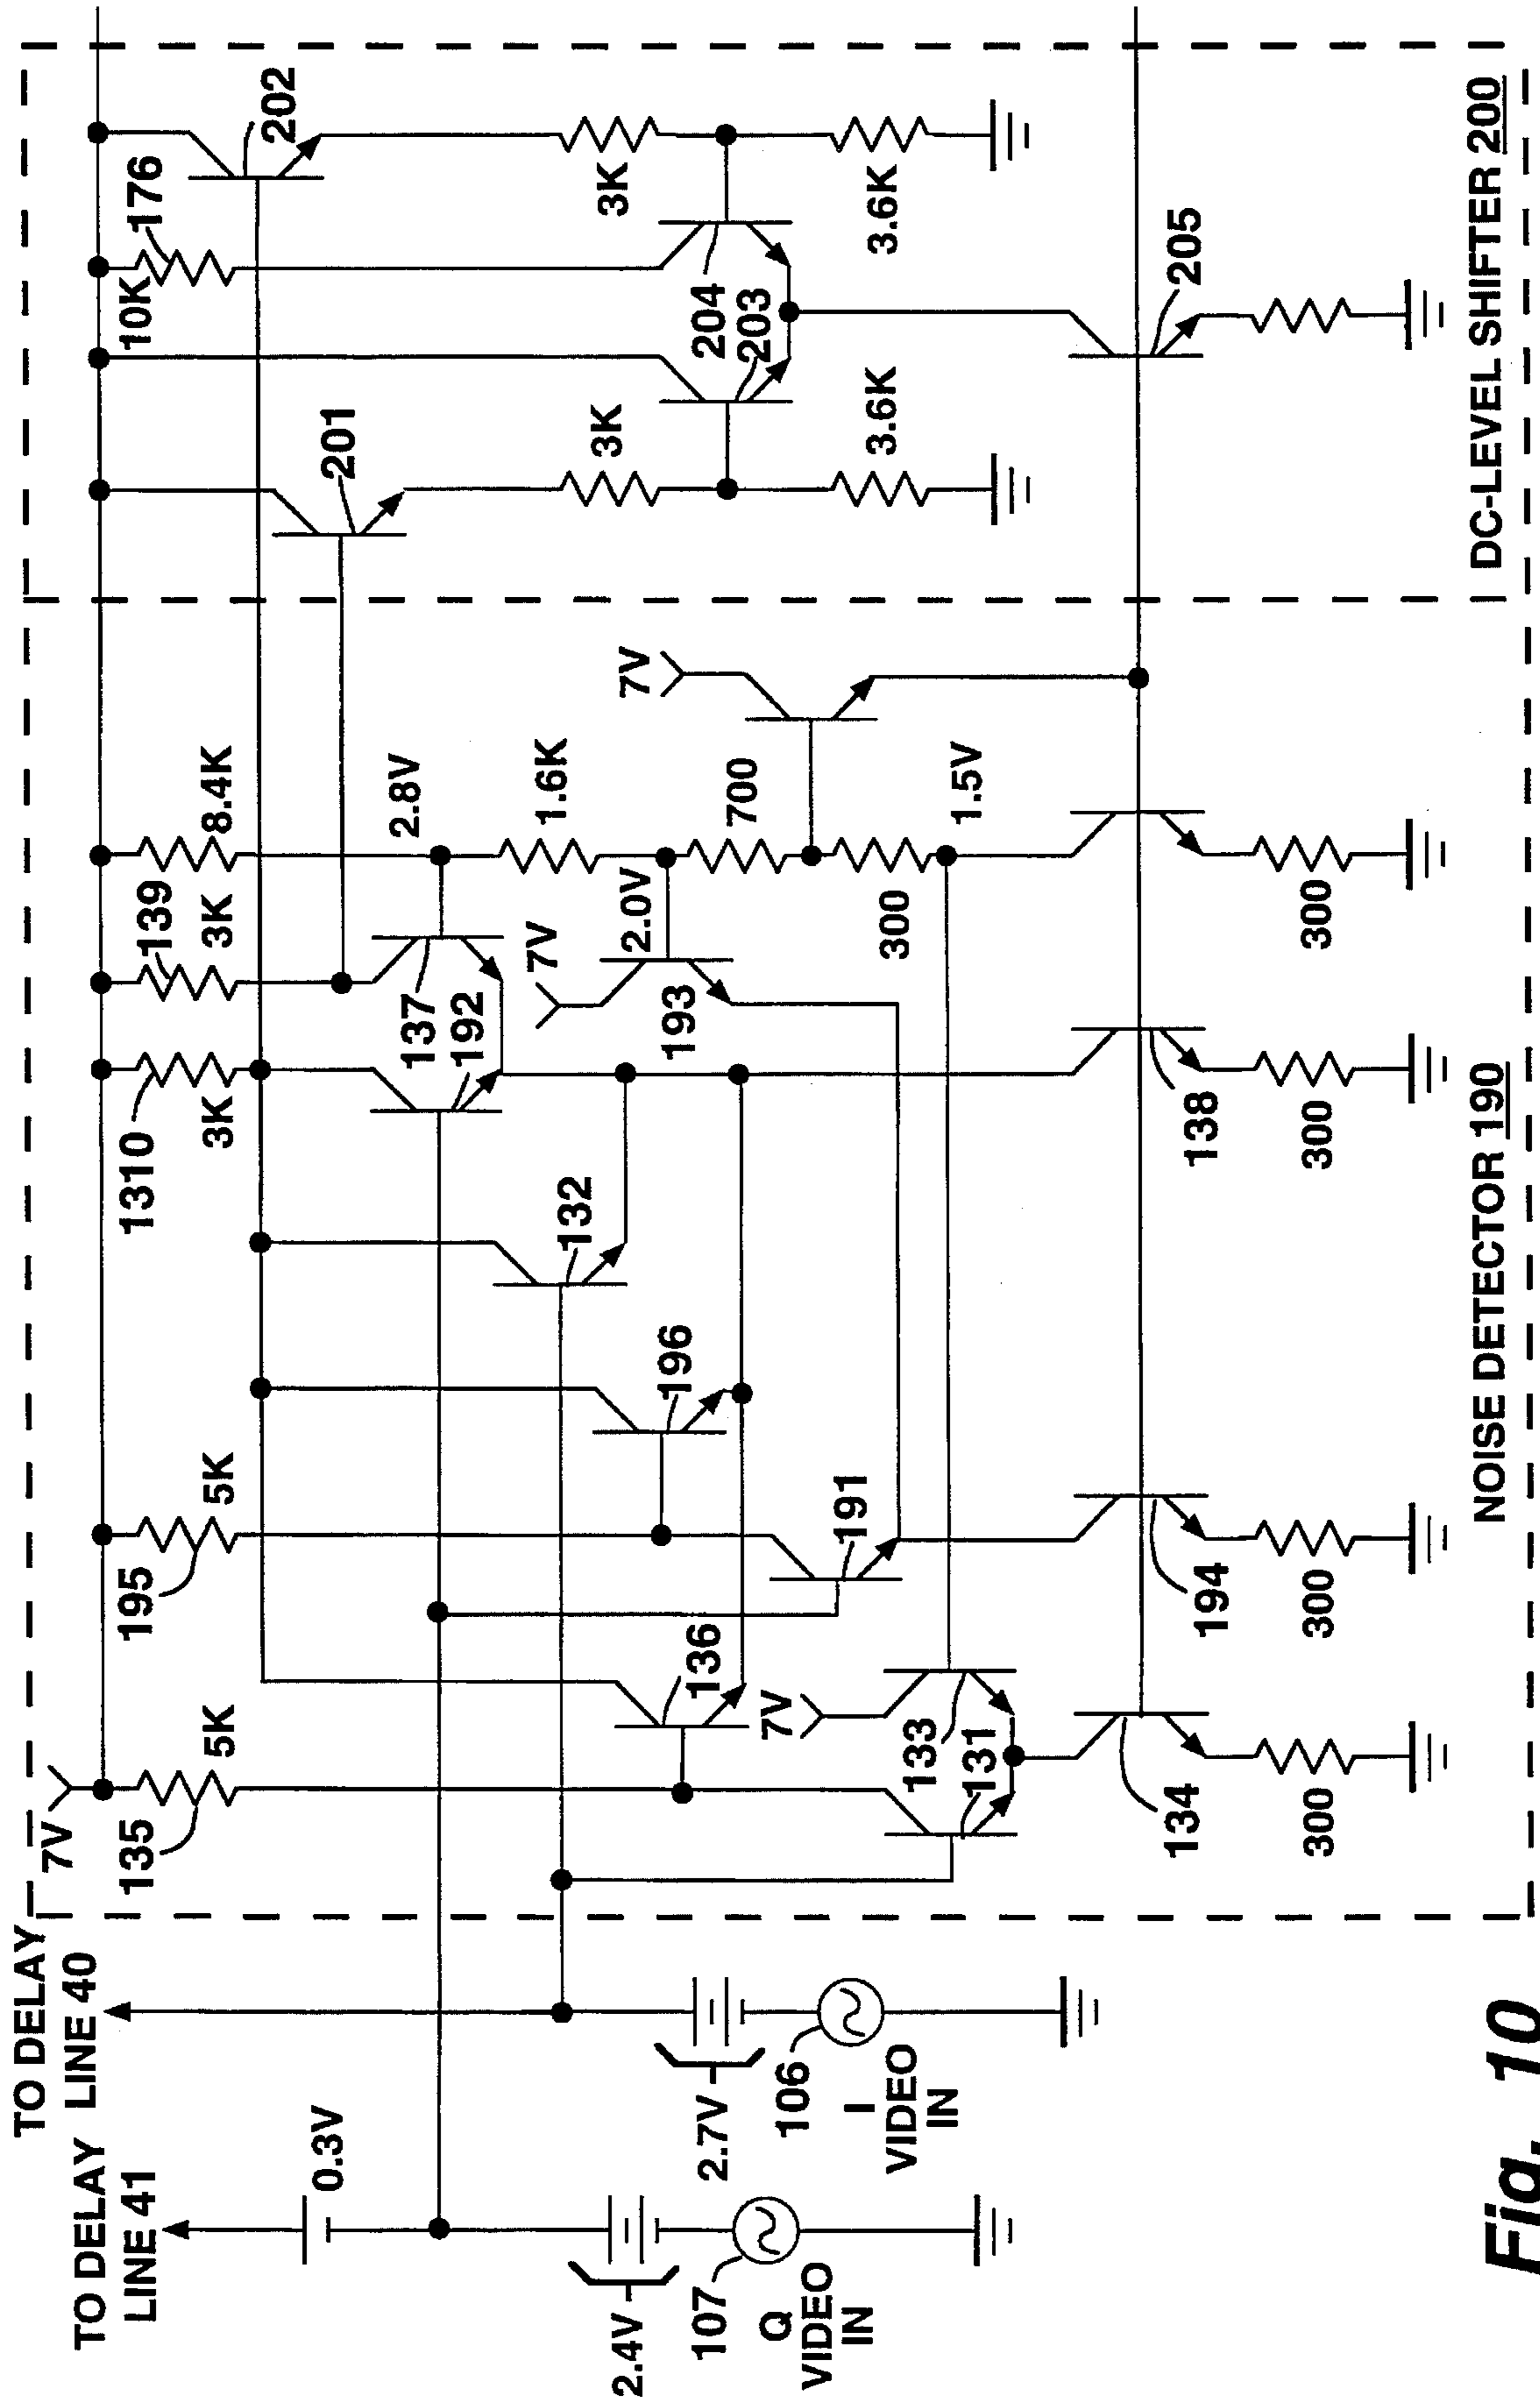 TO DELAY
LINE 41
TO DELAY
LINE 40
0.3V
2.4V
107
Q
VIDEO
IN
2.7V
106
I
VIDEO
IN
7V
135
5K
195
5K
1310
3K
139
3K
8.4K
2.8V
137
192
132
196
136
191
7V
133
131
134
300
194
300
138
300
300
7V
2.0V
193
1.6K
700
300
1.5V
7V
NOISE DETECTOR 190
201
3K
3.6K
10K
176
202
204
203
3K
3.6K
205
DC-LEVEL SHIFTER 200
Fig. 10